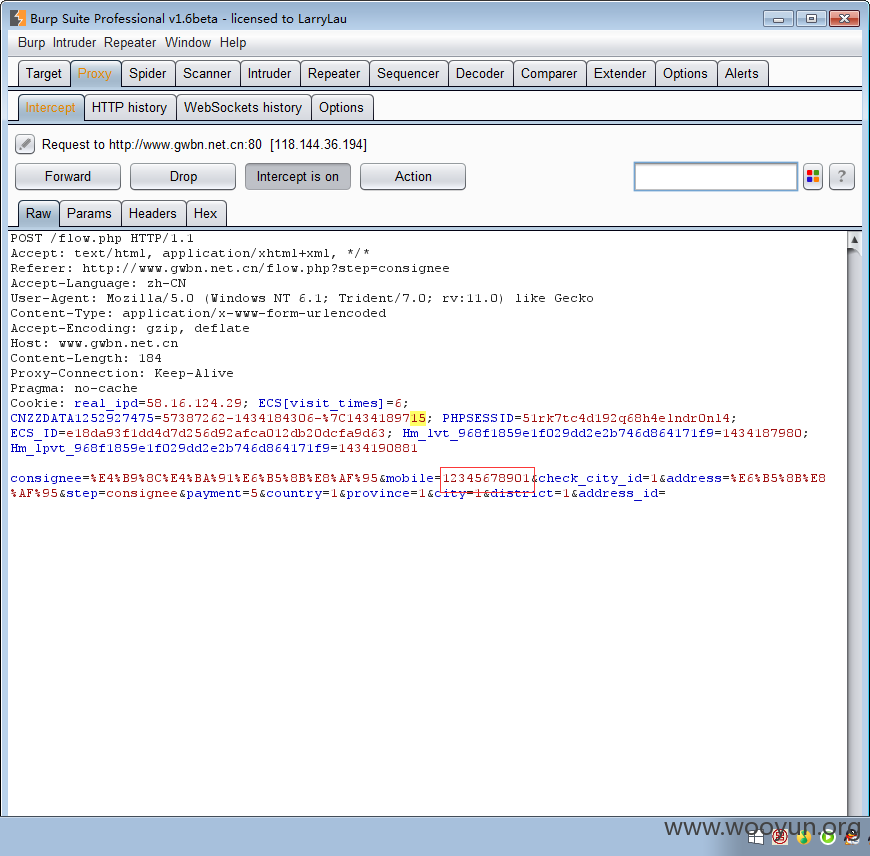 Burp Suite Professional v1.6beta - licensed to LarryLau
Burp Intruder Repeater Window Help
Target Proxy Spider Scanner Intruder Repeater Sequencer Decoder Comparer Extender Options Alerts
Intercept HTTP history WebSockets history Options
Request to http://www.gwbn.net.cn:80 [118.144.36.194]
Forward Drop Intercept is on Action ?
Raw Params Headers Hex
POST /flow.php HTTP/1.1
Accept: text/html, application/xhtml+xml, */*
Referer: http://www.gwbn.net.cn/flow.php?step=consignee
Accept-Language: zh-CN
User-Agent: Mozilla/5.0 (Windows NT 6.1; Trident/7.0; rv:11.0) like Gecko
Content-Type: application/x-www-form-urlencoded
Accept-Encoding: gzip, deflate
Host: www.gwbn.net.cn
Content-Length: 184
Proxy-Connection: Keep-Alive
Pragma: no-cache
Cookie: real_ipd=58.16.124.29; ECS[visit_times]=6;
CNZZDATA1252927475=57387262-1434184306-%7C1434189715; PHPSESSID=51rk7tc4d192q68h4elndr0nl4;
ECS_ID=e18da93f1dd4d7d256d92afca012db20dcfa9d63; Hm_lvt_968f1859e1f029dd2e2b746d864171f9=1434187980;
Hm_lpvt_968f1859e1f029dd2e2b746d864171f9=1434190881
consignee=%E4%B9%8C%E4%BA%91%E6%B5%8B%E8%AF%95&mobile=12345678901&check_city_id=1&address=%E6%B5%8B%E8
%AF%95&step=consignee&payment=5&country=1&province=1&city=1&district=1&address_id=
www.wooyun.org